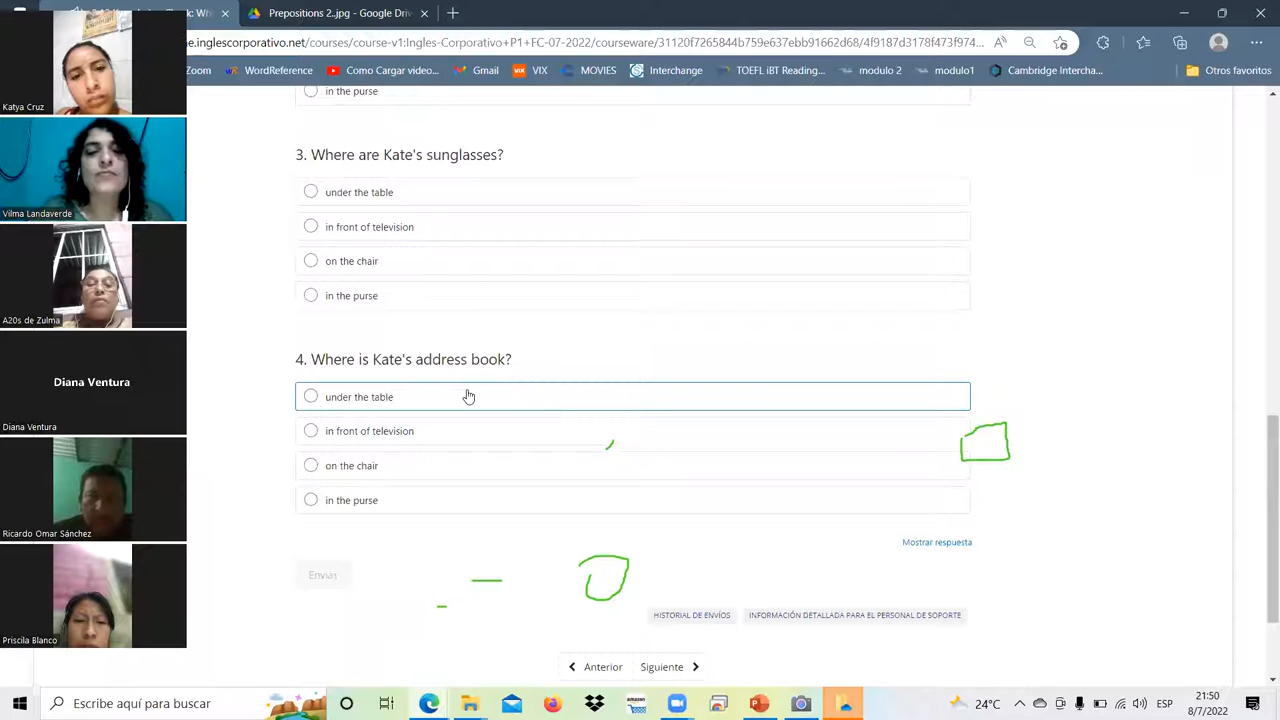 ic Wh
Prepositions 2..jpg - Google Driv
ne.inglescorporativo.net/courses/course-v1:Ingles-Corporativo+P1+FC-07-2022/courseware/31120f7265844b759e637ebb91662d68/4f9187d3178f473f974...
Zoom
WordReference
Como Cargar video...
Gmail
VIX
MOVIES
Interchange
TOEFL iBT Reading...
modulo 2
modulo1
Cambridge Intercha...
Otros favoritos
in the purse
3. Where are Kate's sunglasses?
under the table
in front of television
on the chair
in the purse
4. Where is Kate's address book?
under the table
in front of television
on the chair
in the purse
Mostrar respuesta
Enviar
HISTORIAL DE ENVÍOS
INFORMACIÓN DETALLADA PARA EL PERSONAL DE SOPORTE
Anterior
Siguiente
Katya Cruz
Vilma Landaverde
A20s de Zulma
Diana Ventura
Diana Ventura
Ricardo Omar Sánchez
Priscila Blanco
Escribe aquí para buscar
24°C
ESP
21:50
8/7/2022